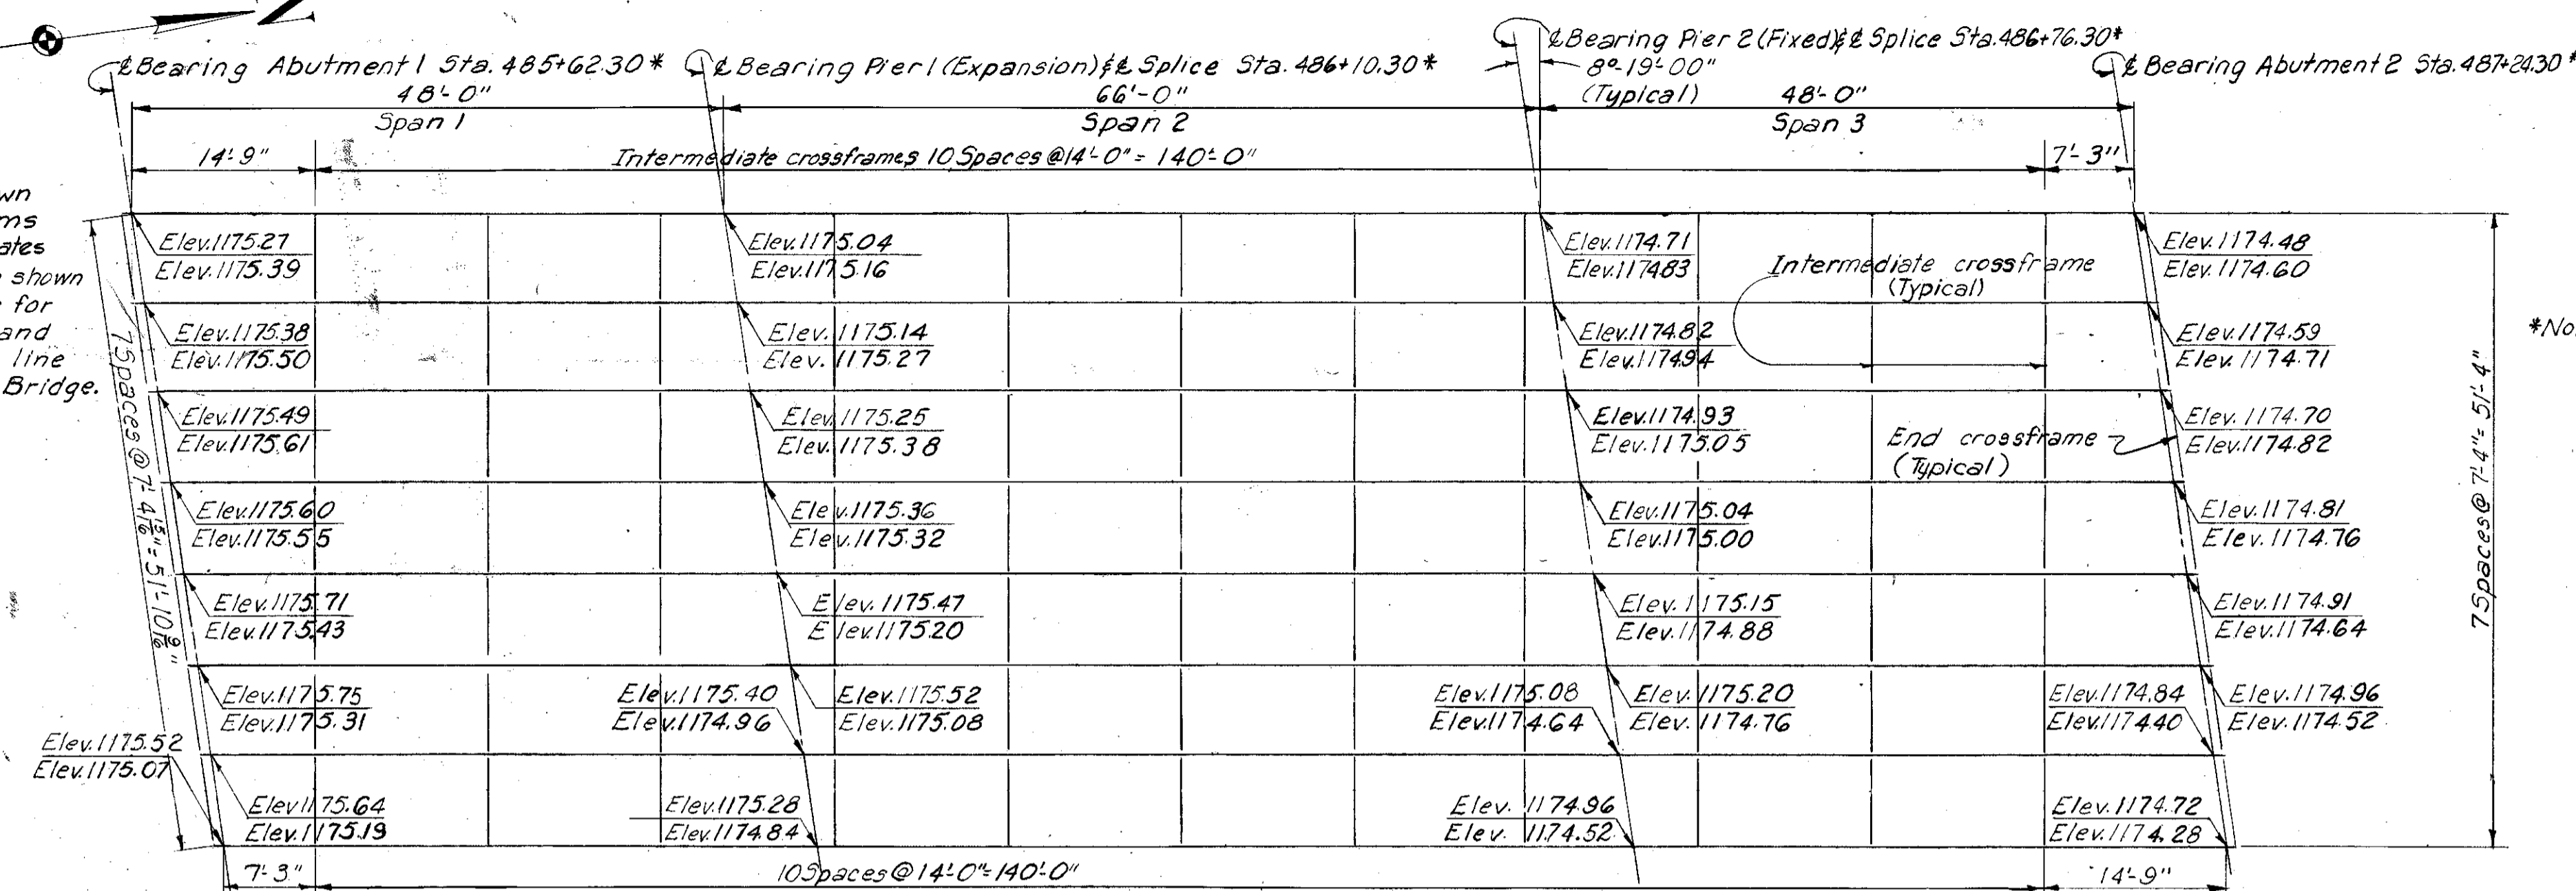 N
℄ Bearing Abutment 1 Sta. 485+62.30*
℄ Bearing Pier 1 (Expansion) & ℄ Splice Sta. 486+10.30*
℄ Bearing Pier 2 (Fixed) & ℄ Splice Sta. 486+76.30*
8°-19'-00"
(Typical)
℄ Bearing Abutment 2 Sta. 487+24.30*
48'-0"
Span 1
66'-0"
Span 2
48'-0"
Span 3
14'-9"
Intermediate crossframes 10 Spaces @ 14'-0" = 140'-0"
7'-3"
wn
ms
ates
shown
for
and
line
Bridge.
*No
Elev. 1175.27
Elev. 1175.39
Elev. 1175.04
Elev. 1175.16
Elev. 1174.71
Elev. 1174.83
Elev. 1174.48
Elev. 1174.60
Intermediate crossframe
(Typical)
Elev. 1175.38
Elev. 1175.50
Elev. 1175.14
Elev. 1175.27
Elev. 1174.82
Elev. 1174.94
Elev. 1174.59
Elev. 1174.71
Elev. 1175.49
Elev. 1175.61
Elev. 1175.25
Elev. 1175.38
Elev. 1174.93
Elev. 1175.05
End crossframe
(Typical)
Elev. 1174.70
Elev. 1174.82
Elev. 1175.60
Elev. 1175.55
Elev. 1175.36
Elev. 1175.32
Elev. 1175.04
Elev. 1175.00
Elev. 1174.81
Elev. 1174.76
Elev. 1175.71
Elev. 1175.43
Elev. 1175.47
Elev. 1175.20
Elev. 1175.15
Elev. 1174.88
Elev. 1174.91
Elev. 1174.64
Elev. 1175.75
Elev. 1175.31
Elev. 1175.40
Elev. 1174.96
Elev. 1175.52
Elev. 1175.08
Elev. 1175.08
Elev. 1174.64
Elev. 1175.20
Elev. 1174.76
Elev. 1174.84
Elev. 1174.40
Elev. 1174.96
Elev. 1174.52
Elev. 1175.52
Elev. 1175.07
Elev. 1175.64
Elev. 1175.19
Elev. 1175.28
Elev. 1174.84
Elev. 1174.96
Elev. 1174.52
Elev. 1174.72
Elev. 1174.28
7 Spaces @ 7'-4 15/16" = 51'-10 9/16"
7 Spaces @ 7'-4" = 51'-4"
7'-3"
10 Spaces @ 14'-0" = 140'-0"
14'-9"